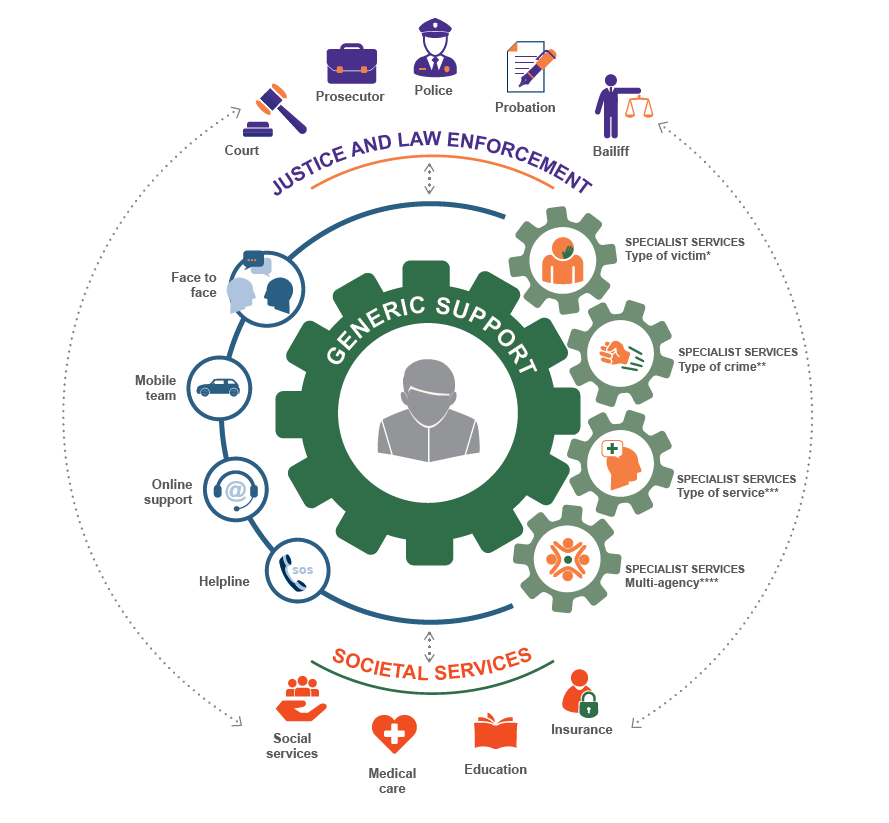 Prosecutor
Police
Probation
Court
Bailiff
JUSTICE AND LAW ENFORCEMENT
Face to
face
Mobile
team
Online
support
@
Helpline
sos
GENERIC SUPPORT
SPECIALIST SERVICES
Type of victim*
SPECIALIST SERVICES
Type of crime**
SPECIALIST SERVICES
Type of service***
SPECIALIST SERVICES
Multi-agency****
SOCIETAL SERVICES
Social
services
Medical
care
Education
Insurance